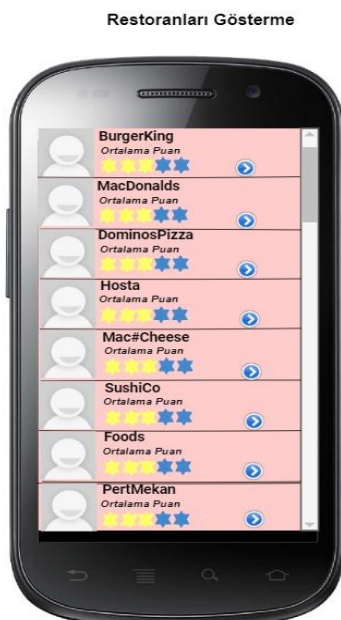 Restoranları Gösterme
BurgerKing
Ortalama Puan
MacDonalds
Ortalama Puan
DominosPizza
Ortalama Puan
Hosta
Ortalama Puan
Mac#Cheese
Ortalama Puan
SushiCo
Ortalama Puan
Foods
Ortalama Puan
PertMekan
Ortalama Puan